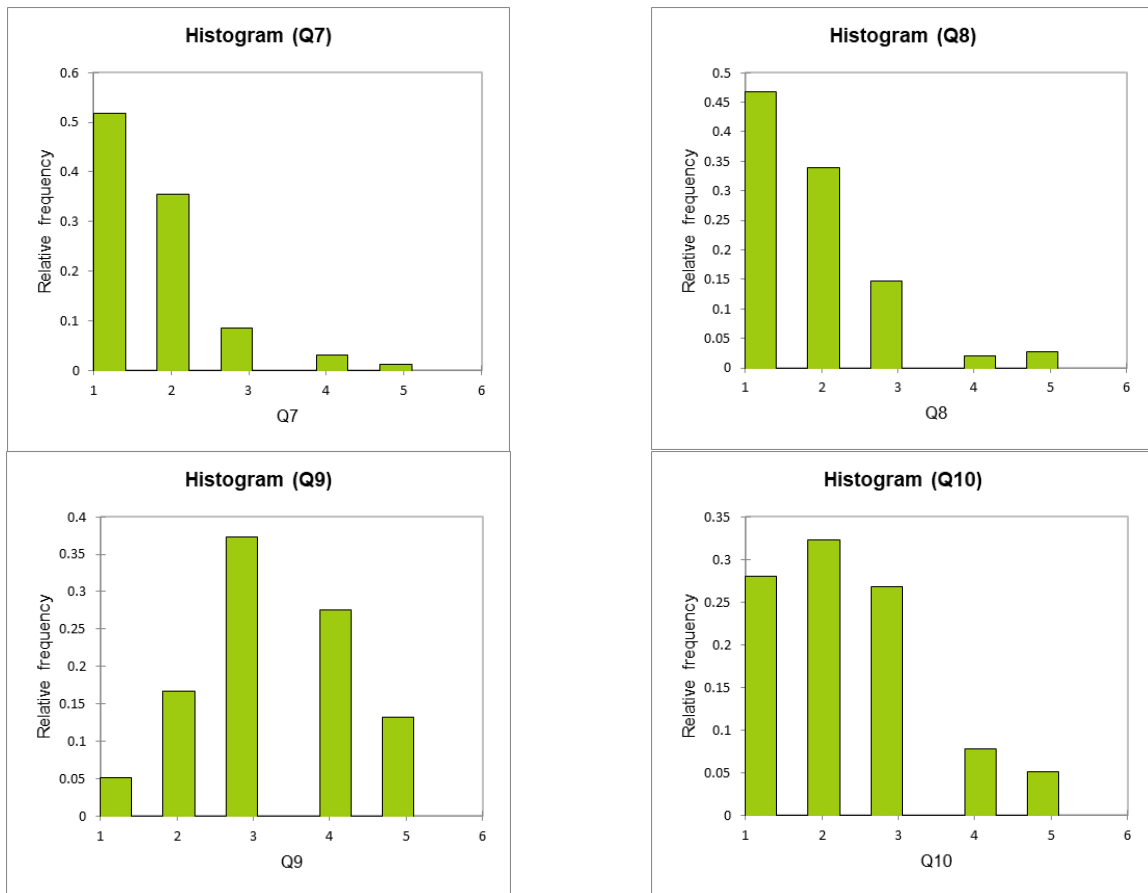 Histogram (Q7)
0.6
0.5
0.4
0.3
0.2
0.1
0
Relative frequency
1 2 3 4 5 6
Q7
Histogram (Q8)
0.5
0.45
0.4
0.35
0.3
0.25
0.2
0.15
0.1
0.05
0
Relative frequency
1 2 3 4 5 6
Q8
Histogram (Q9)
0.4
0.35
0.3
0.25
0.2
0.15
0.1
0.05
0
Relative frequency
1 2 3 4 5 6
Q9
Histogram (Q10)
0.35
0.3
0.25
0.2
0.15
0.1
0.05
0
Relative frequency
1 2 3 4 5 6
Q10